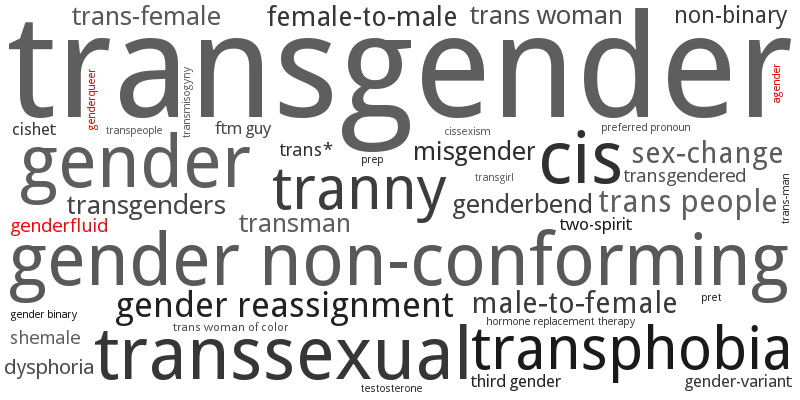 trans-female
female-to-male
trans woman
non-binary
transgender
genderqueer
transmisogyny
agender
cishet
transpeople
ftm guy
cissexism
preferred pronoun
gender
trans*
prep
misgender
cis
sex-change
transgendered
transgirl
tranny
trans-man
transgenders
genderbend
trans people
genderfluid
transman
two-spirit
gender non-conforming
gender binary
gender reassignment
male-to-female
pret
trans woman of color
hormone replacement therapy
shemale
transsexual
transphobia
dysphoria
testosterone
third gender
gender-variant